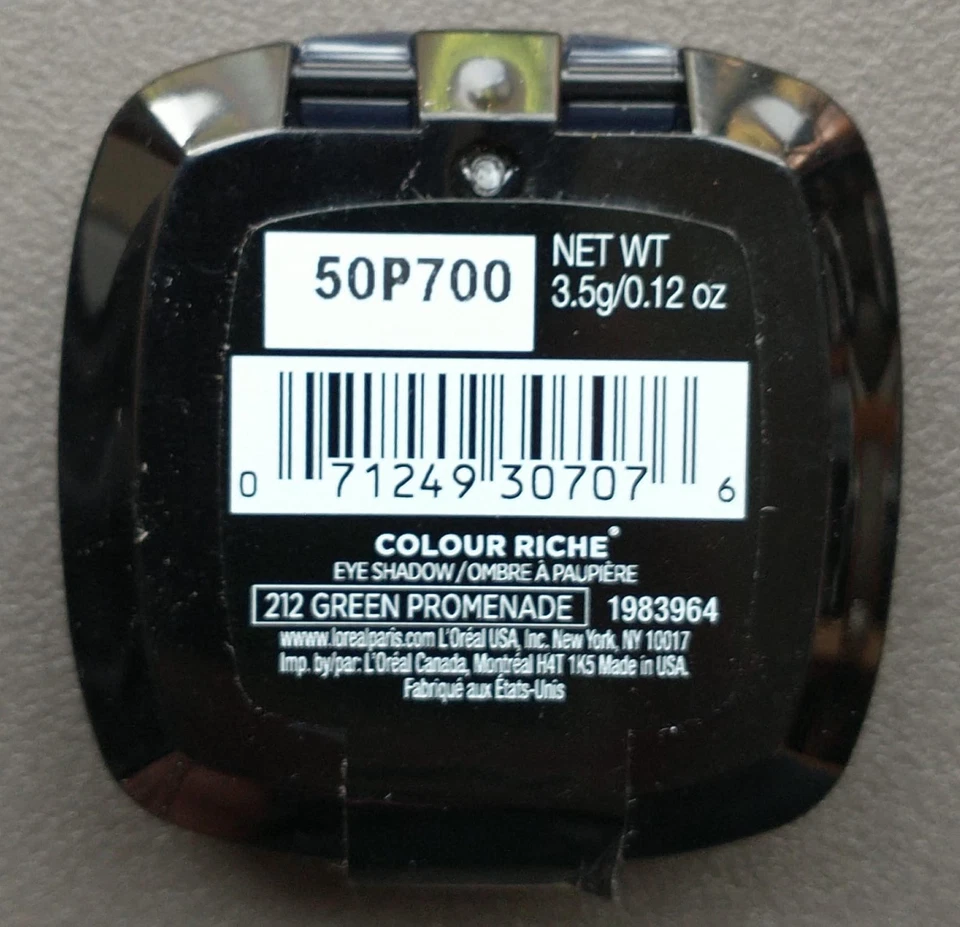 50P700
NET WT
3.5g/0.12 oz
0 71249 30707 6
COLOUR RICHE®
EYE SHADOW/OMBRE À PAUPIÈRE
212 GREEN PROMENADE 1983964
www.lorealparis.com L'Oréal USA, Inc. New York, NY 10017
Imp. by/par: L'Oréal Canada, Montréal H4T 1K5 Made in USA.
Fabriqué aux États-Unis